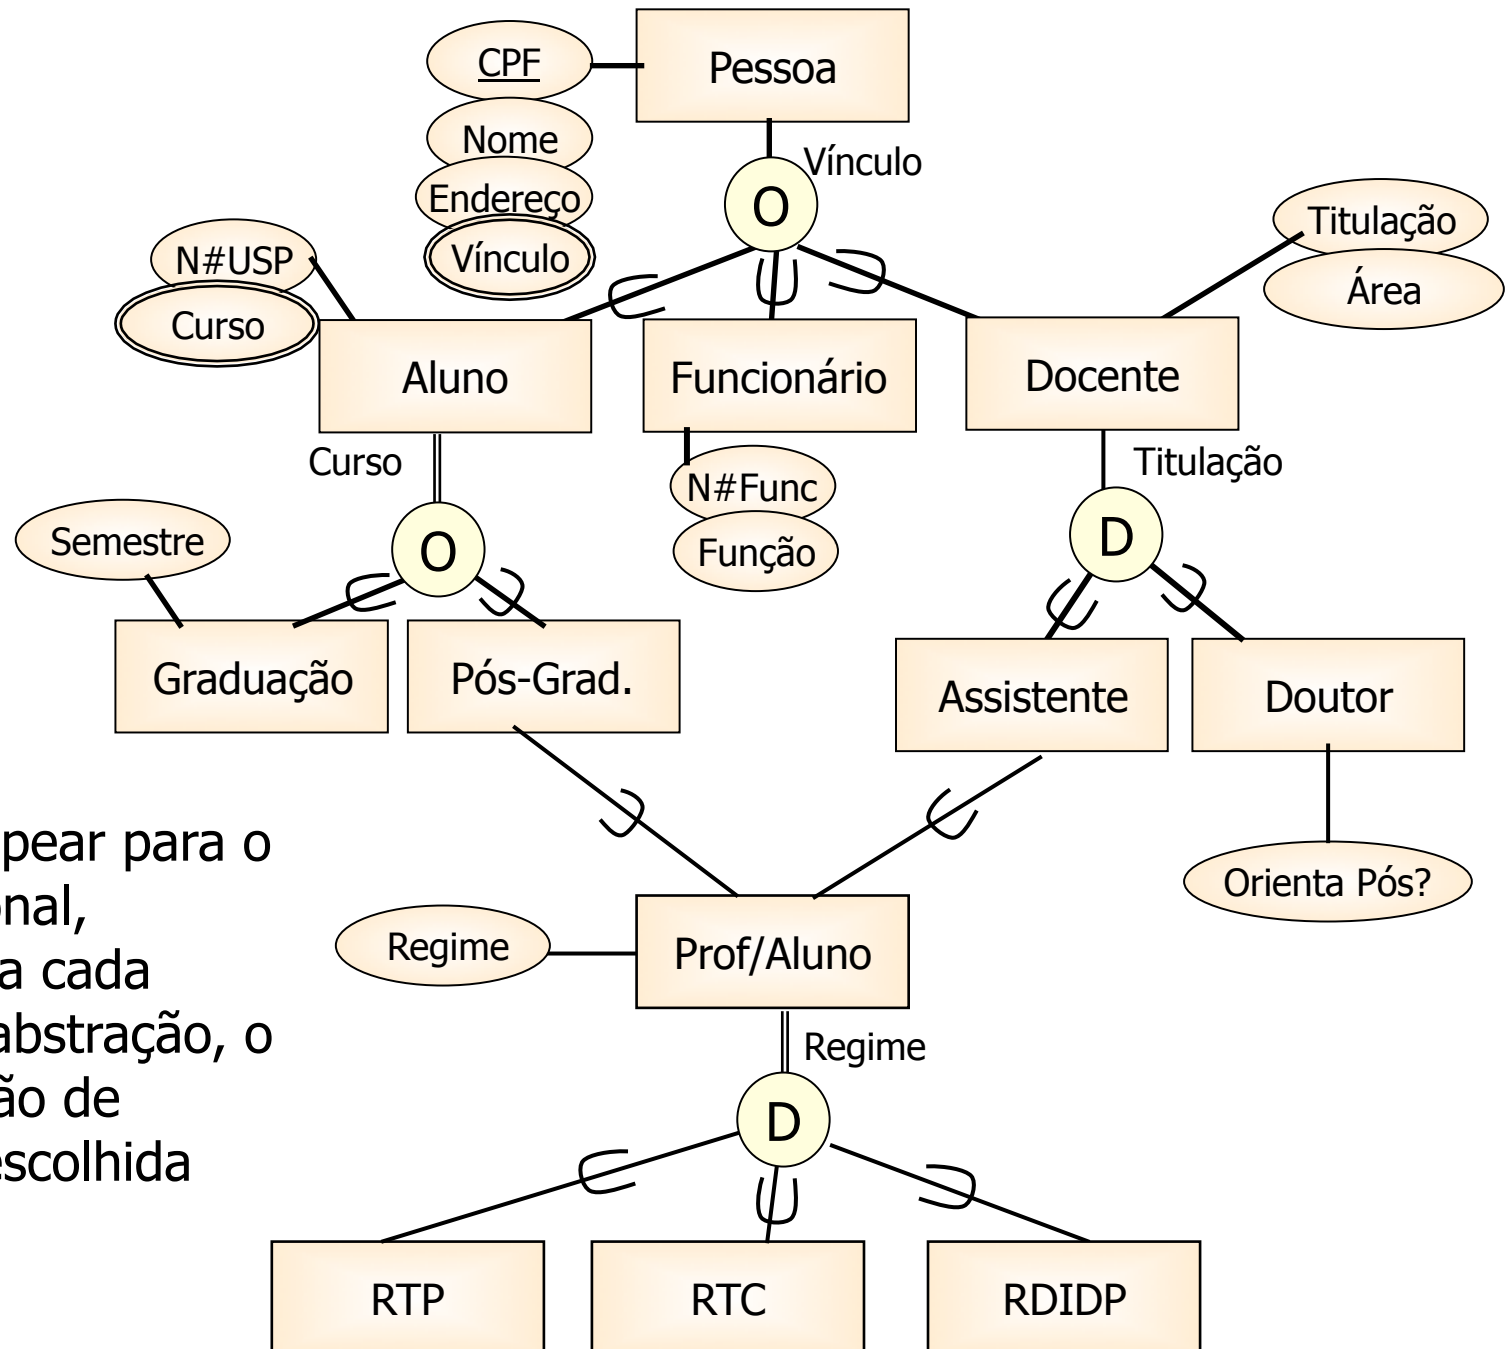 CPF
Pessoa
Nome
Vínculo
Endereço
O
Vínculo
N#USP
Curso
Titulação
Área
Aluno
Funcionário
Docente
Curso
N#Func
Função
Titulação
Semestre
O
D
Graduação
Pós-Grad.
Assistente
Doutor
Orienta Pós?
pear para o
onal,
a cada
abstração, o
ão de
escolhida
Regime
Prof/Aluno
Regime
D
RTP
RTC
RDIDP